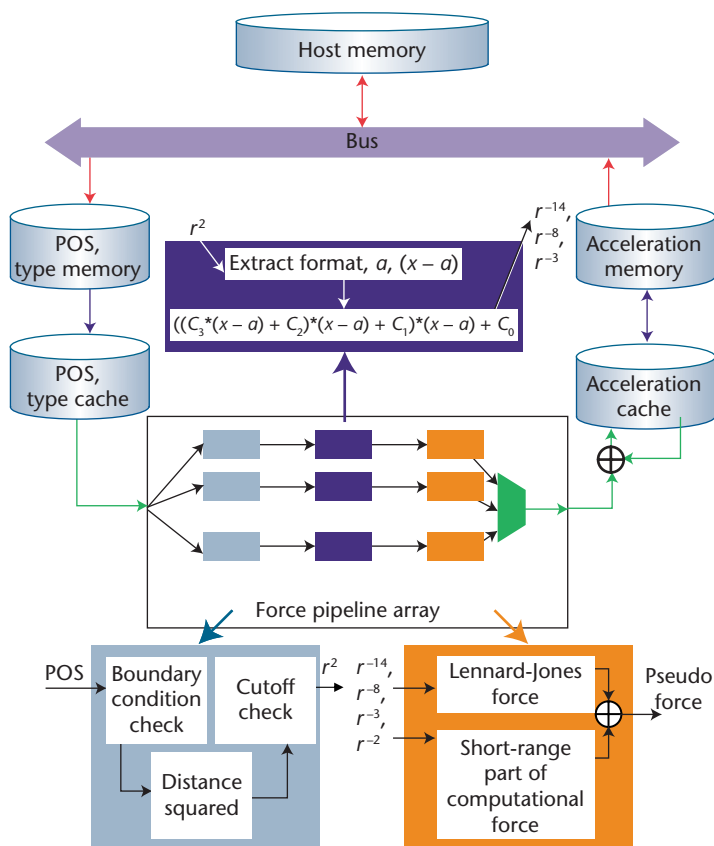 Host memory
Bus
POS,
type memory
r²
r⁻¹⁴,
r⁻⁸,
r⁻³
Acceleration
memory
Extract format, a, (x – a)
((C₃*(x – a) + C₂)*(x – a) + C₁)*(x – a) + C₀
POS,
type cache
Acceleration
cache
Force pipeline array
POS
Boundary
condition
check
Cutoff
check
Distance
squared
r²
r⁻¹⁴,
r⁻⁸,
r⁻³
r⁻²
Lennard-Jones
force
Short-range
part of
computational
force
Pseudo
force